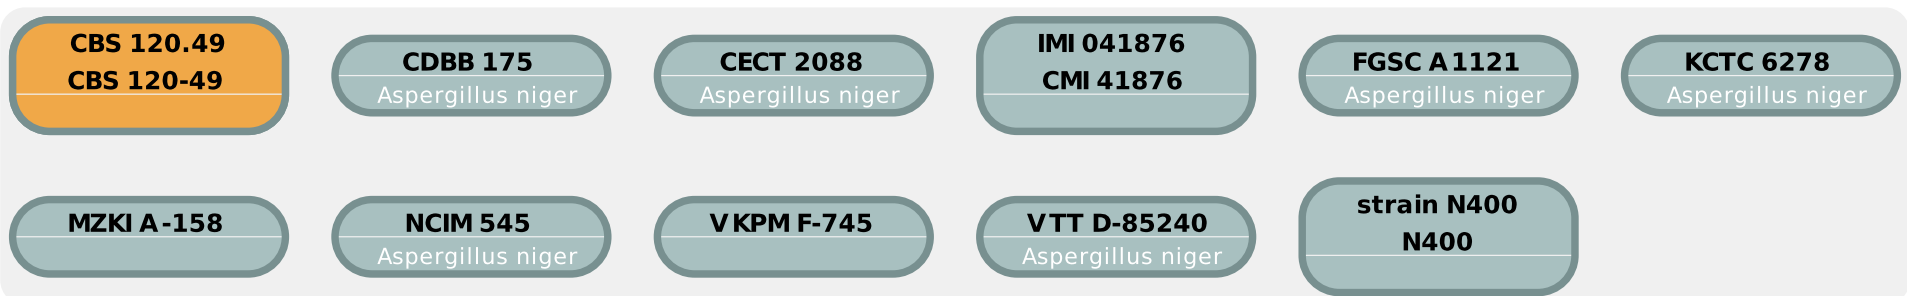 CBS 120.49
CBS 120-49
CDBB 175
Aspergillus niger
CECT 2088
Aspergillus niger
IMI 041876
CMI 41876
FGSC A1121
Aspergillus niger
KCTC 6278
Aspergillus niger
MZKI A-158
NCIM 545
Aspergillus niger
VKPM F-745
VTT D-85240
Aspergillus niger
strain N400
N400